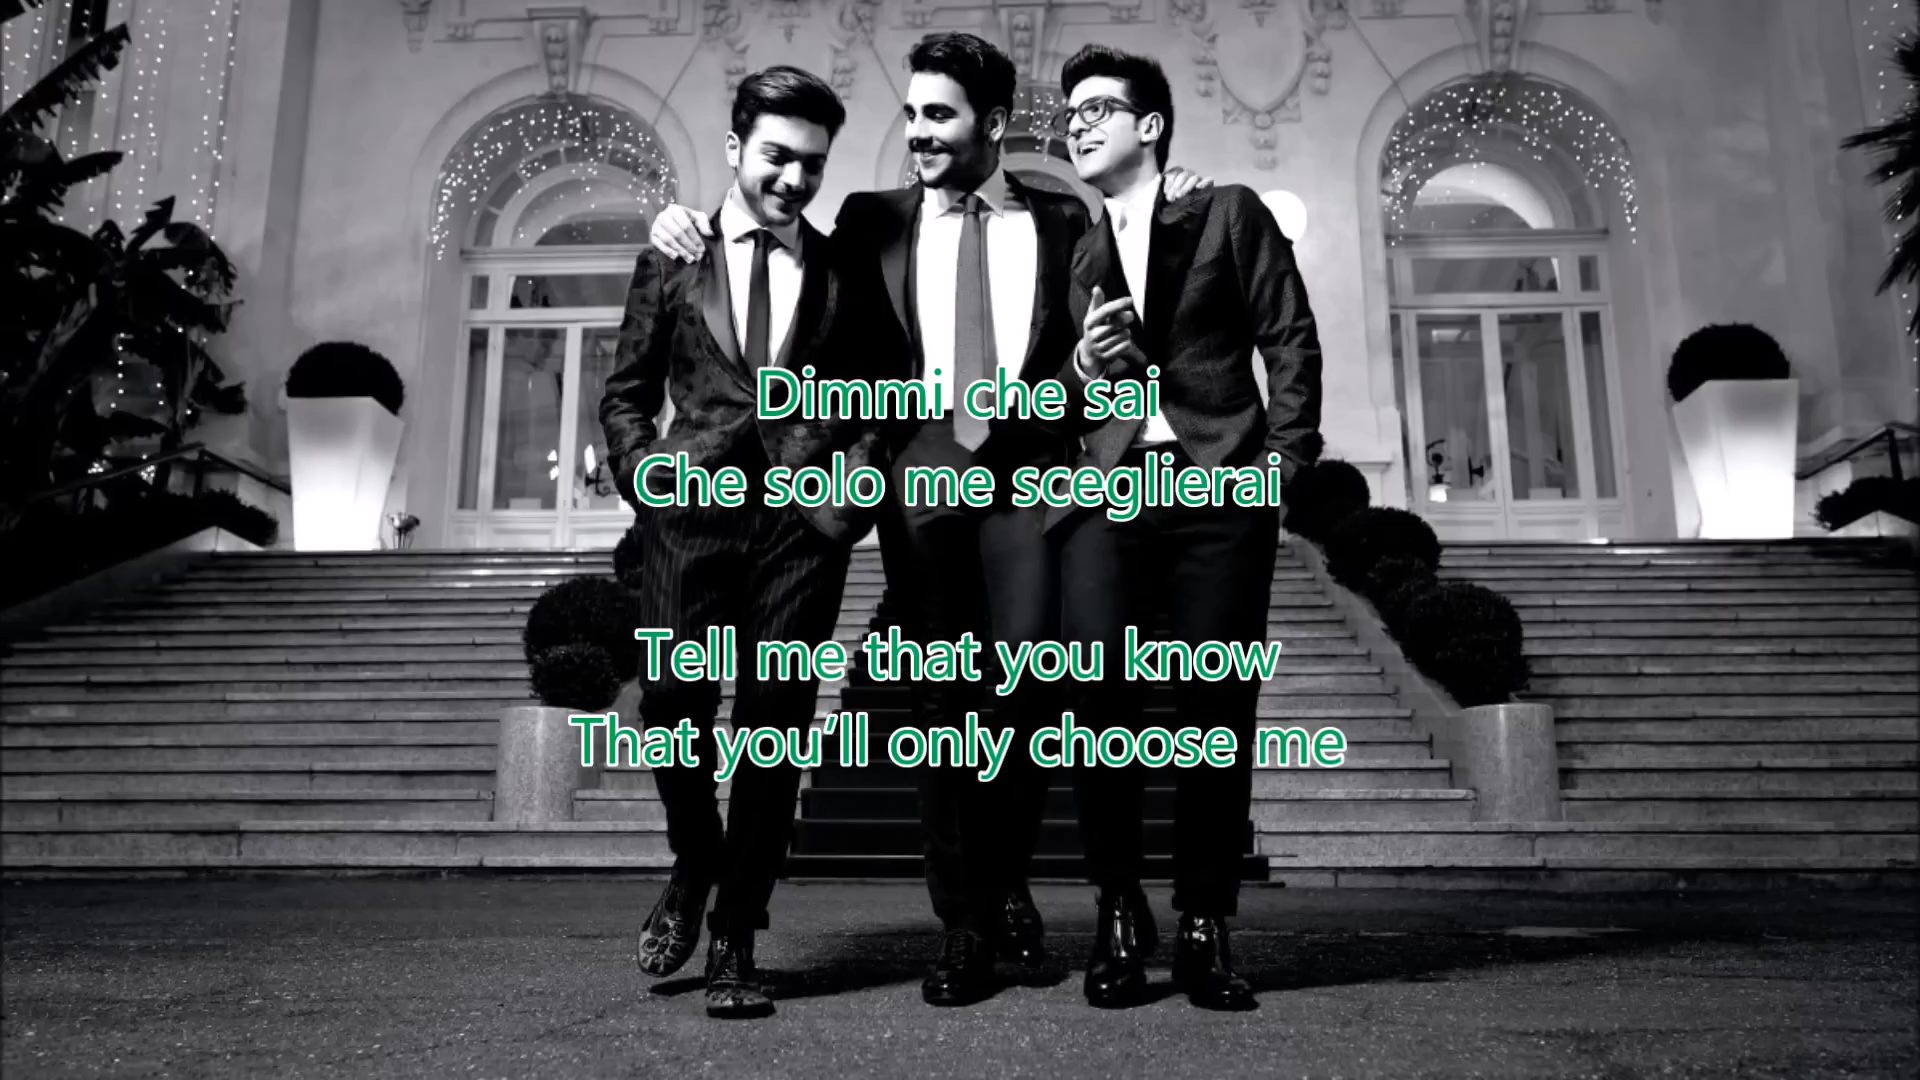 Dimmi che sai
Che solo me sceglierai
Tell me that you know
That you’ll only choose me